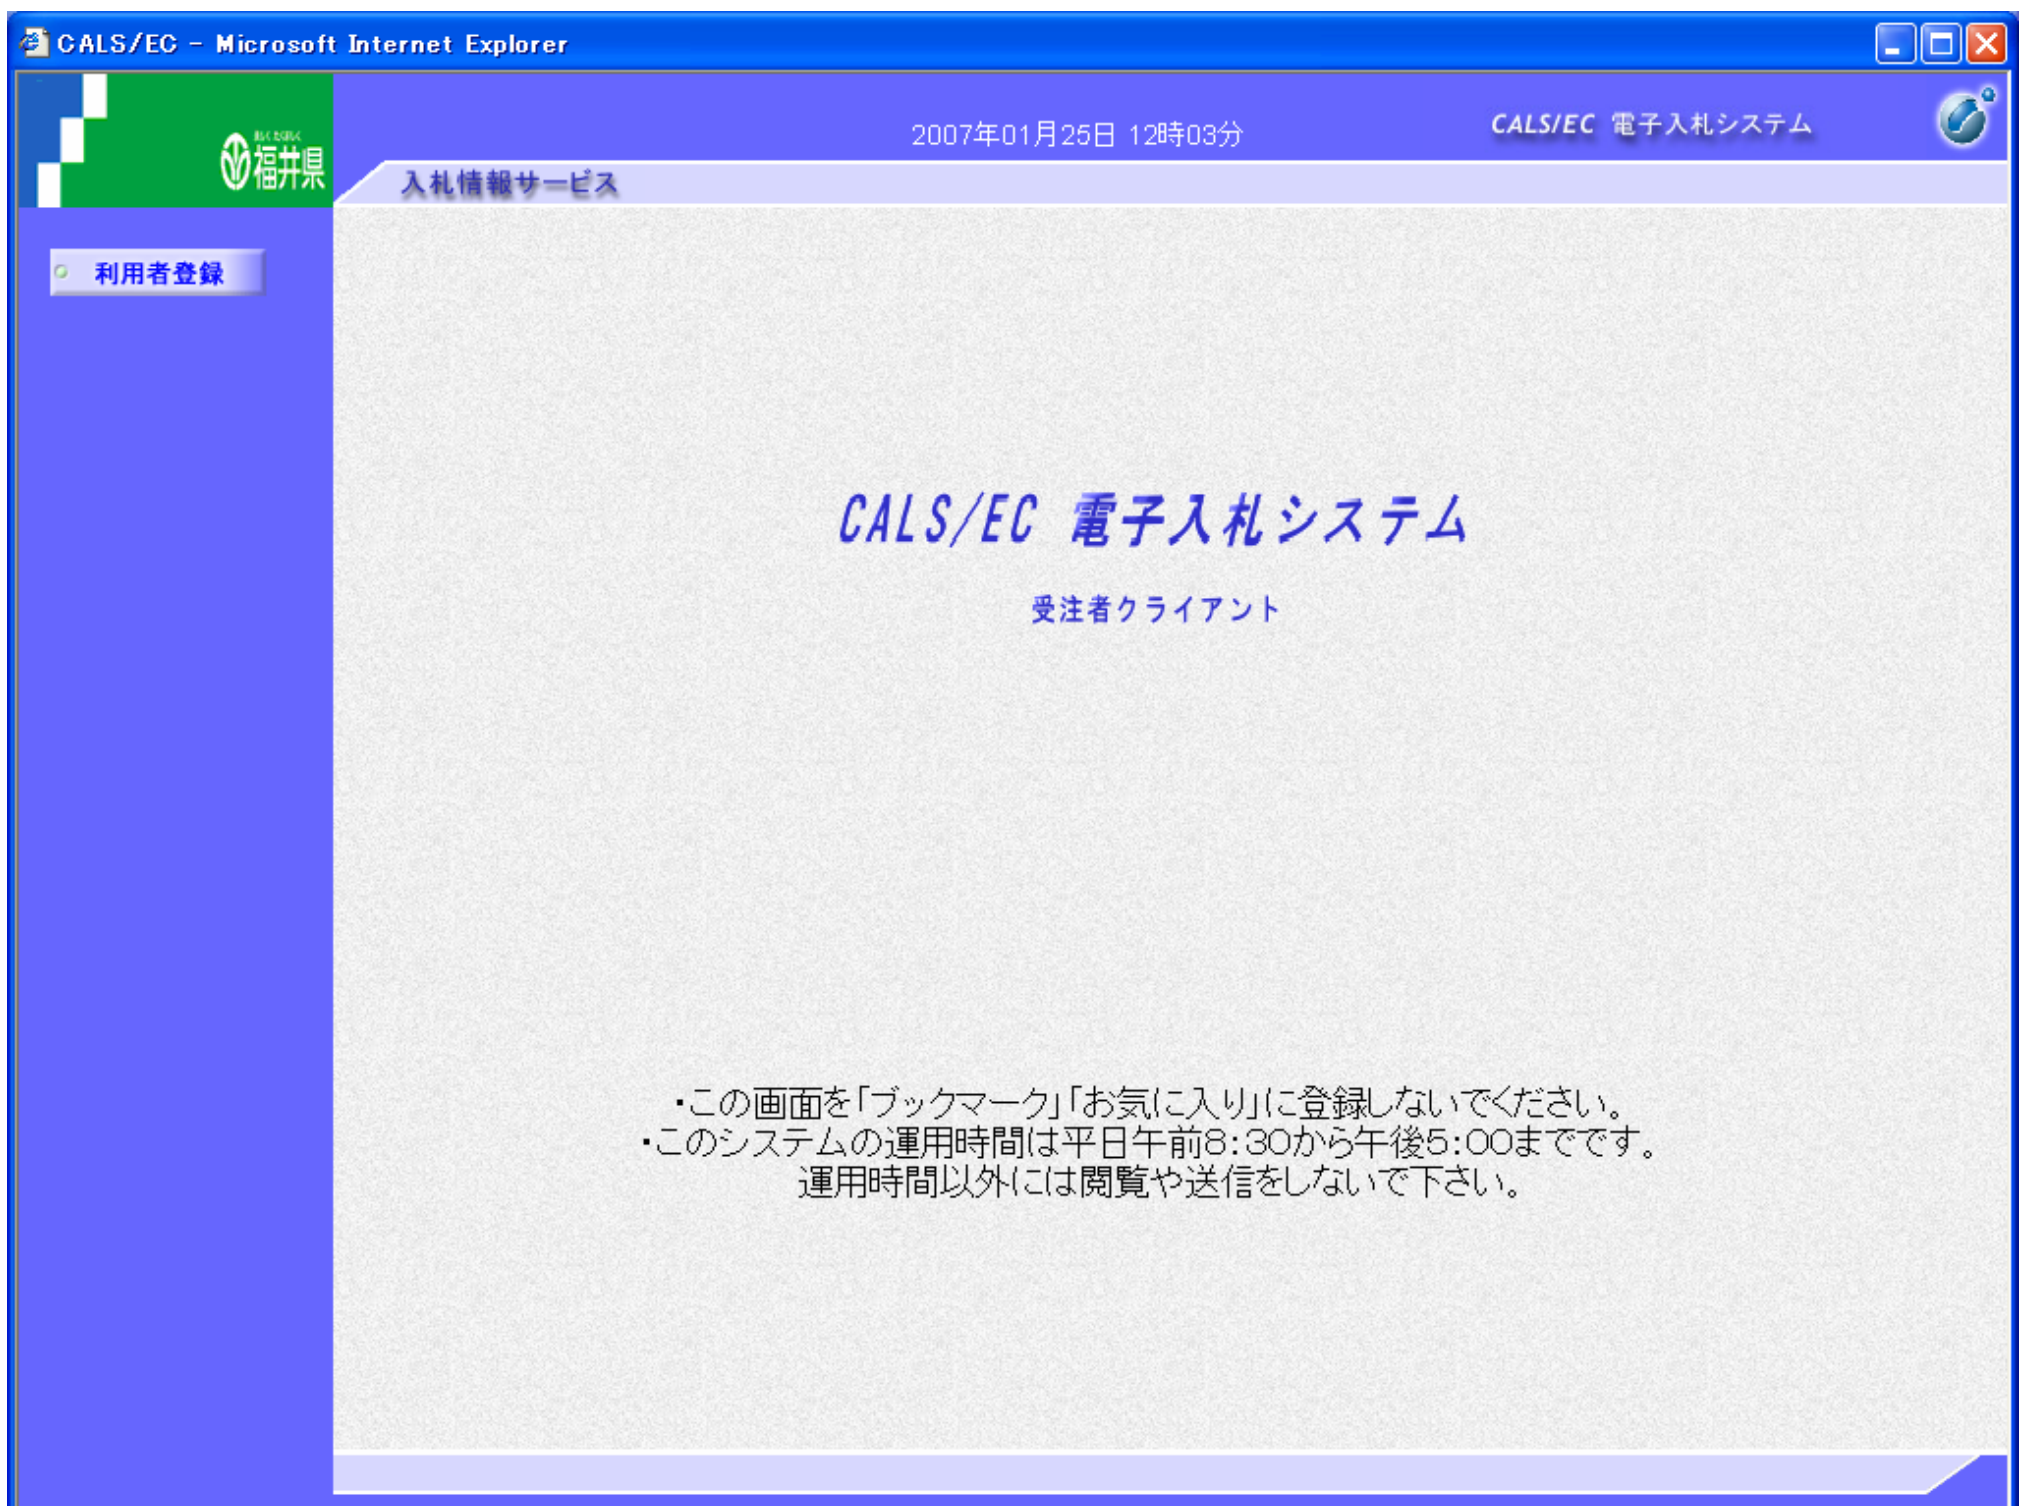 CALS/EC - Microsoft Internet Explorer
福井県
2007年01月25日 12時03分
CALS/EC 電子入札システム
入札情報サービス
利用者登録
CALS/EC 電子入札システム
受注者クライアント
・この画面を「ブックマーク」「お気に入り」に登録しないでください。
・このシステムの運用時間は平日午前8:30から午後5:00までです。
運用時間以外には閲覧や送信をしないで下さい。